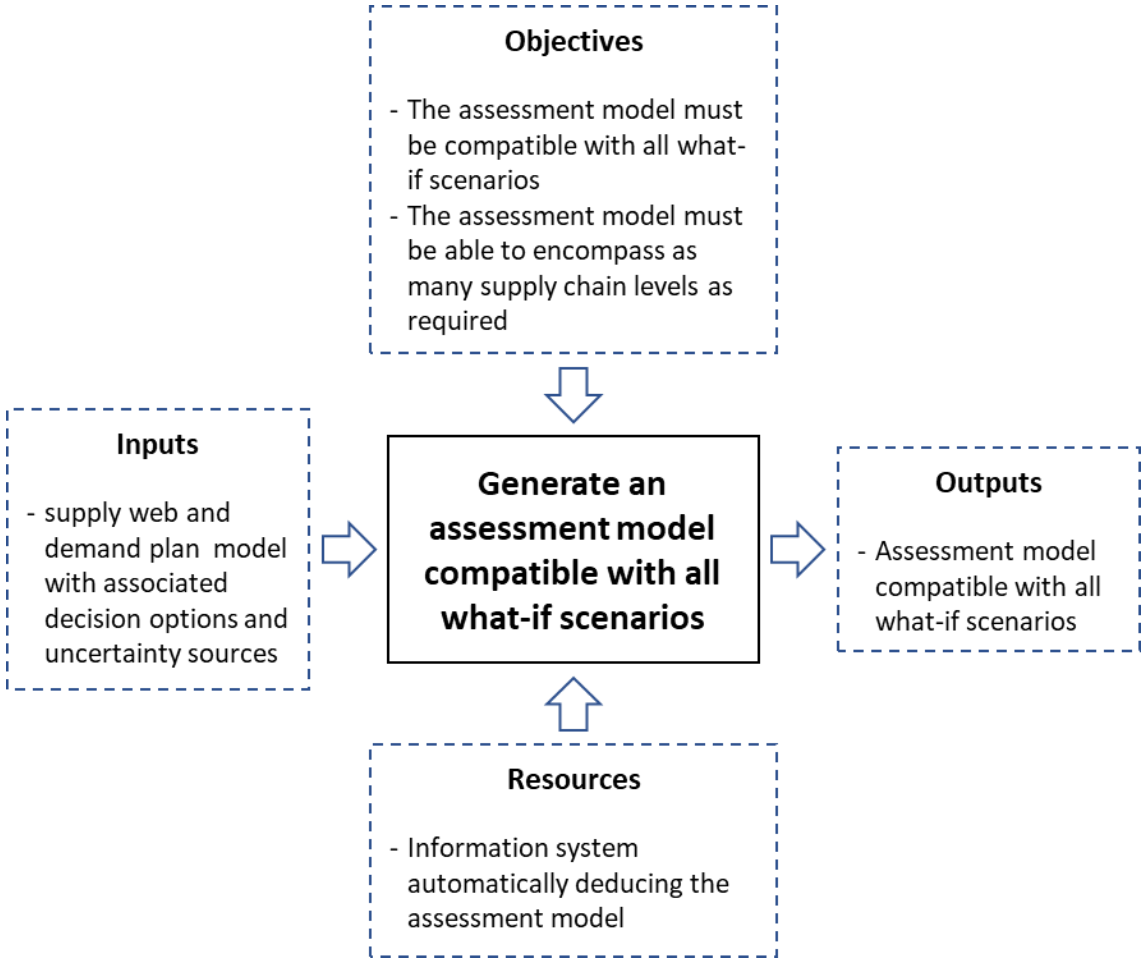 Objectives
- The assessment model must
be compatible with all what-
if scenarios
- The assessment model must
be able to encompass as
many supply chain levels as
required
Inputs
- supply web and
demand plan model
with associated
decision options and
uncertainty sources
Generate an
assessment model
compatible with all
what-if scenarios
Outputs
- Assessment model
compatible with all
what-if scenarios
Resources
- Information system
automatically deducing the
assessment model